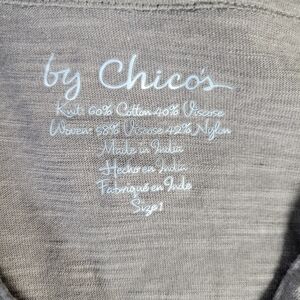 by Chico's
Knit: 60% Cotton 40% Viscose
Woven: 58% Viscose 42% Nylon
Made in India
Hecho en India
Fabriqué en Inde
Size 1